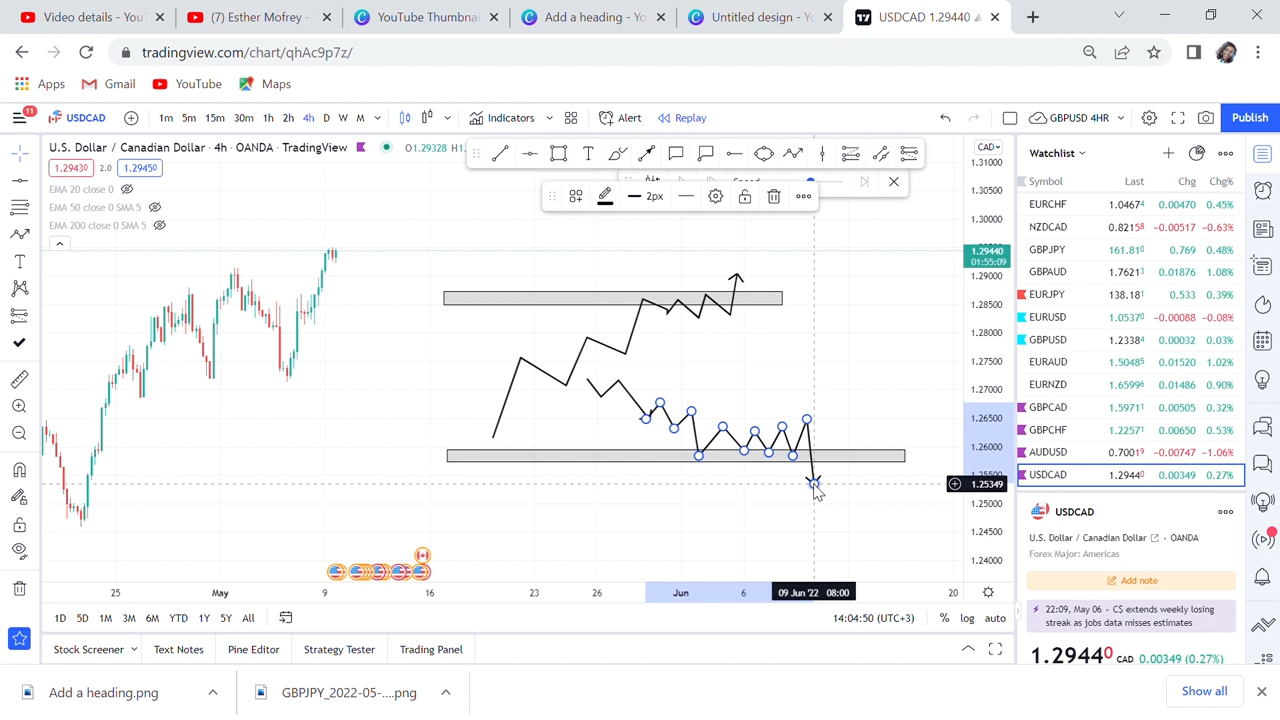 Video details - YouT
(7) Esther Mofrey -
YouTube Thumbnai
Add a heading - Yo
Untitled design - Yo
USDCAD 1.29440
tradingview.com/chart/qhAc9p7z/
Apps
Gmail
YouTube
Maps
11
USDCAD
1m 5m 15m 30m 1h 2h 4h D W M
Indicators
Alert
Replay
GBPUSD 4HR
Publish
U.S. Dollar / Canadian Dollar · 4h · OANDA · TradingView
O1.29328
1.29430 2.0 1.29450
EMA 20 close 0
EMA 50 close 0 SMA 5
EMA 200 close 0 SMA 5
2px
CAD
1.31000
1.30500
1.30000
1.29440
01:55:09
1.29000
1.28500
1.28000
1.27500
1.27000
1.26500
1.26000
1.25349
1.25000
1.24500
1.24000
25 May 9 16 23 26 Jun 6 09 Jun '22 08:00 20
1D 5D 1M 3M 6M YTD 1Y 5Y All
14:04:50 (UTC+3)
% log auto
Stock Screener
Text Notes
Pine Editor
Strategy Tester
Trading Panel
Watchlist
Symbol Last Chg Chg%
EURCHF 1.04674 0.00470 0.45%
NZDCAD 0.82158 −0.00517 −0.63%
GBPJPY 161.810 0.769 0.48%
GBPAUD 1.76213 0.01876 1.08%
EURJPY 138.181 0.533 0.39%
EURUSD 1.05370 −0.00088 −0.08%
GBPUSD 1.23384 0.00032 0.03%
EURAUD 1.50485 0.01520 1.02%
EURNZD 1.65996 0.01486 0.90%
GBPCAD 1.59711 0.00505 0.32%
GBPCHF 1.22571 0.00650 0.53%
AUDUSD 0.70019 −0.00747 −1.06%
USDCAD 1.29440 0.00349 0.27%
USDCAD
U.S. Dollar / Canadian Dollar · OANDA
Forex Major: Americas
Add note
22:09, May 06 - C$ extends weekly losing
streak as jobs data misses estimates
1.29440 CAD 0.00349 (0.27%)
Add a heading.png
GBPJPY_2022-05-....png
Show all